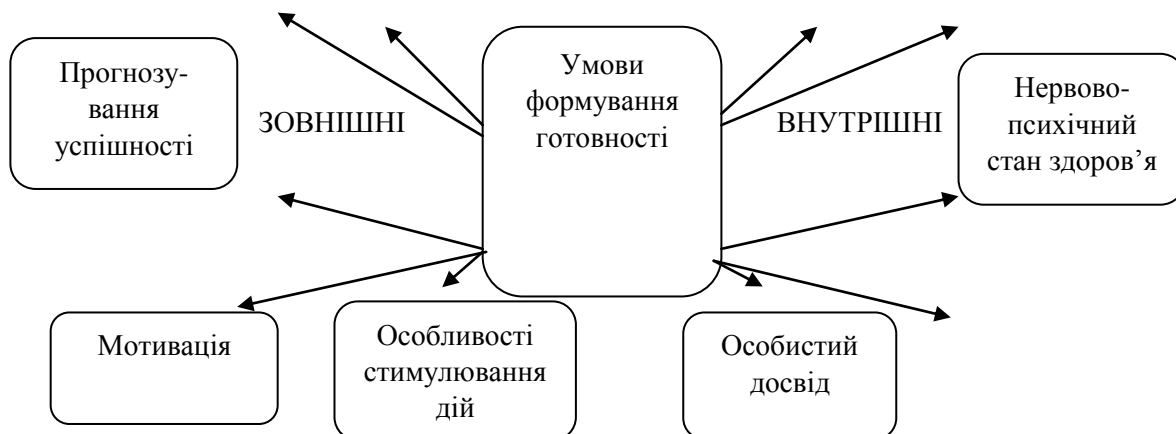 Умови
формування
готовності
Прогнозу-
вання
успішності
ЗОВНІШНІ
ВНУТРІШНІ
Нервово-
психічний
стан здоров’я
Мотивація
Особливості
стимулювання
дій
Особистий
досвід